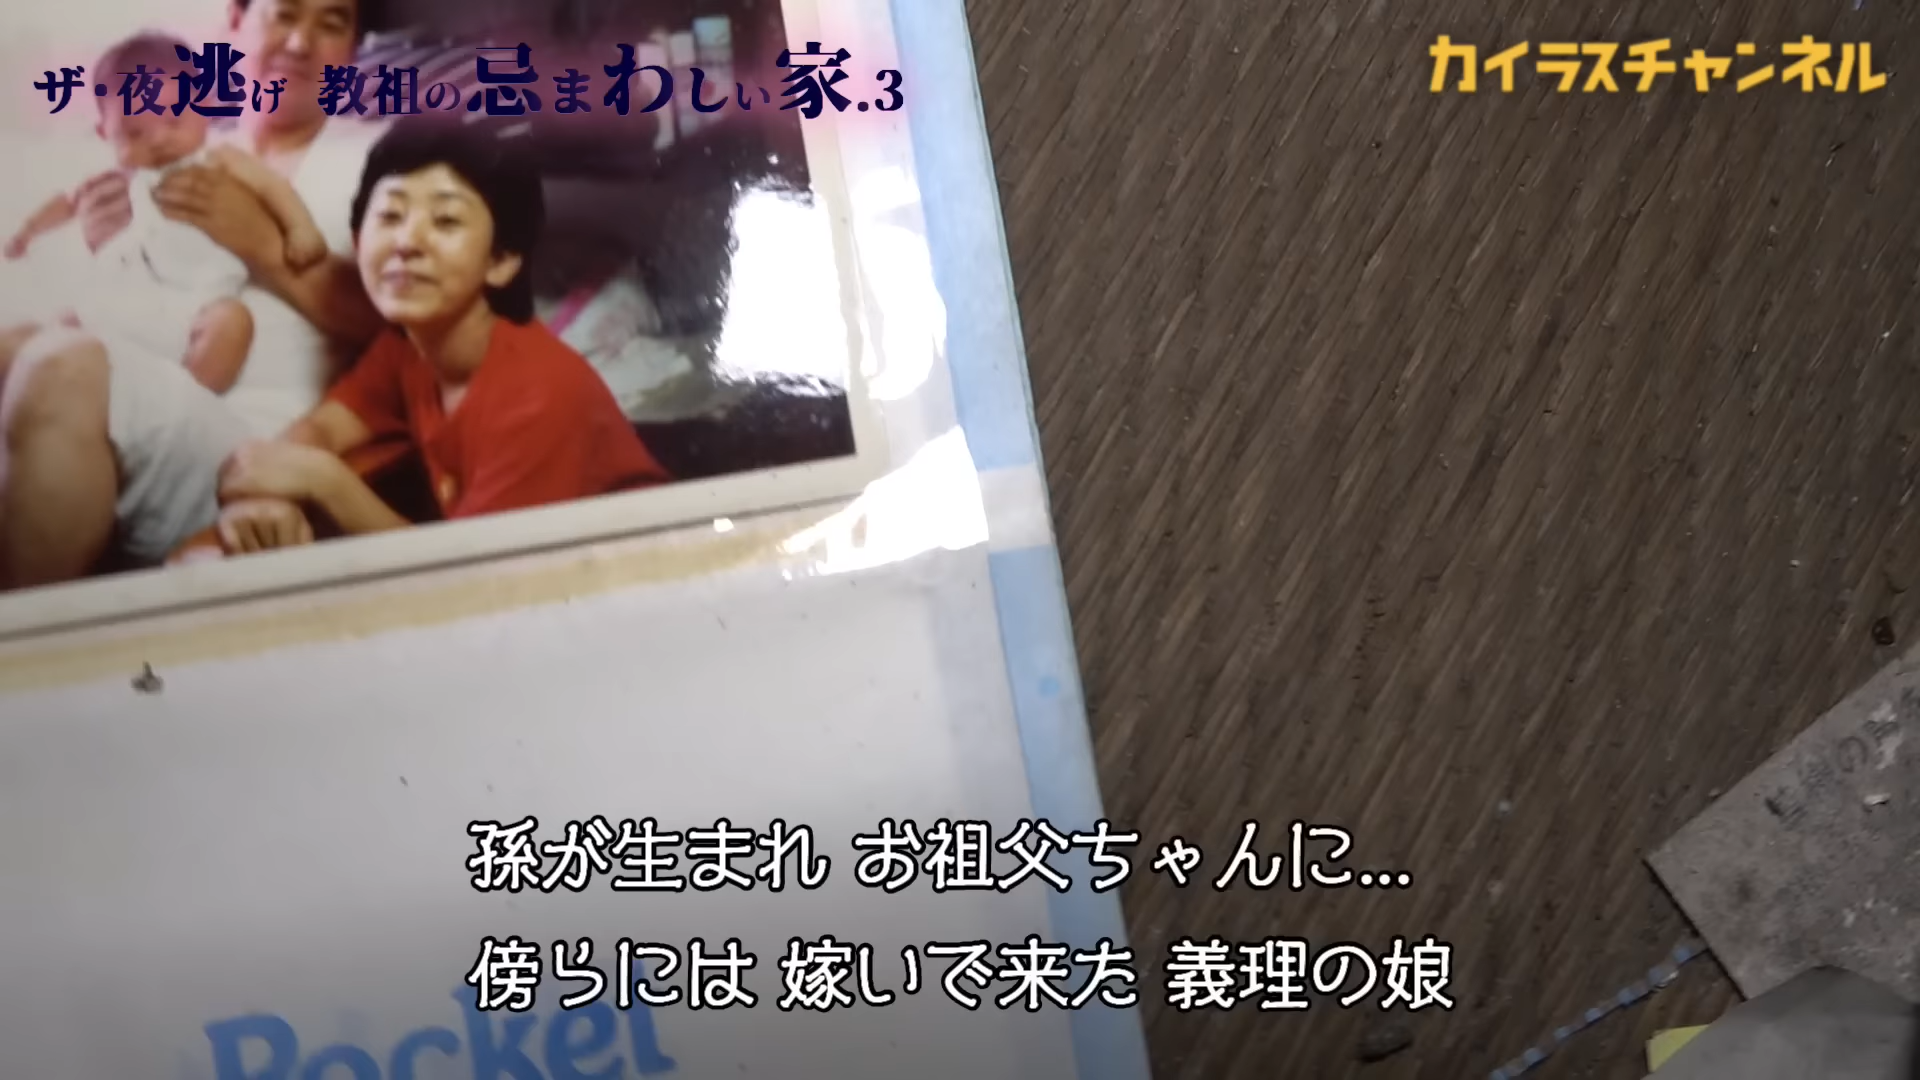 ザ・夜逃げ 教祖の忌まわしい家.3
カイラスチャンネル
孫が生まれ お祖父ちゃんに...
傍らには 嫁いで来た 義理の娘
Pocket